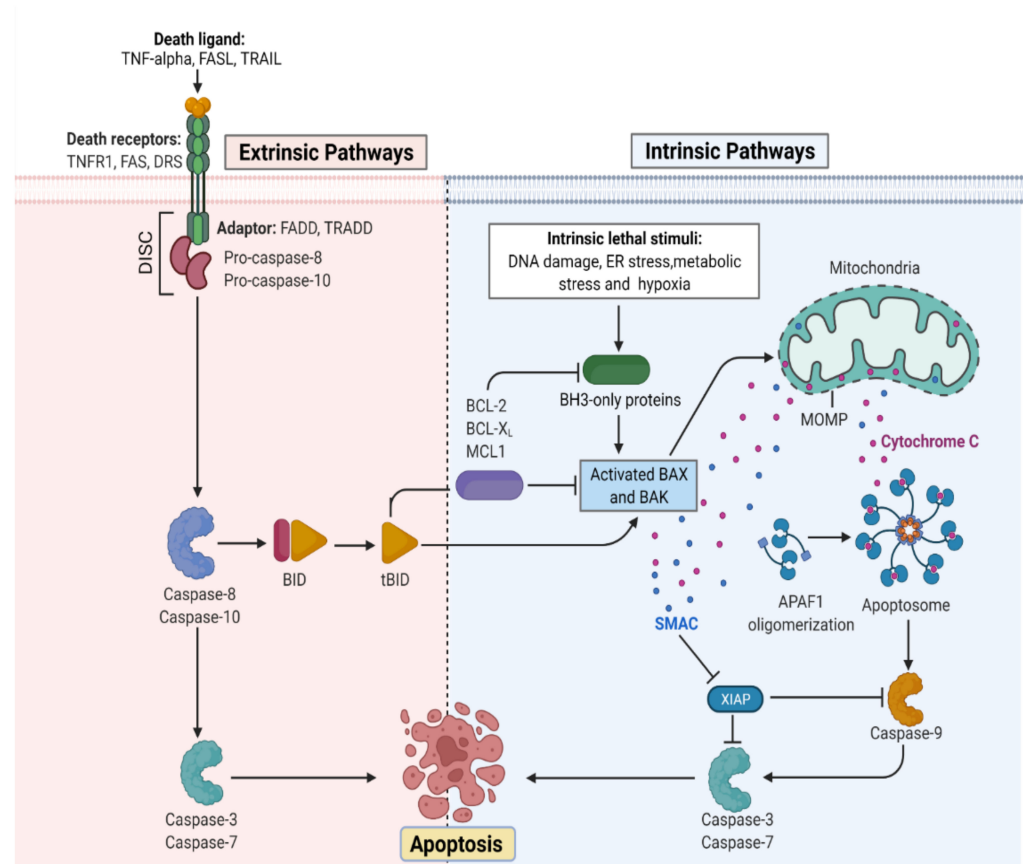 Death ligand:
TNF-alpha, FASL, TRAIL
Death receptors:
TNFR1, FAS, DRS
Extrinsic Pathways
Intrinsic Pathways
DISC
Adaptor: FADD, TRADD
Pro-caspase-8
Pro-caspase-10
Intrinsic lethal stimuli:
DNA damage, ER stress,metabolic
stress and hypoxia
Mitochondria
BH3-only proteins
BCL-2
BCL-XL
MCL1
MOMP
Cytochrome C
Activated BAX
and BAK
BID
tBID
Caspase-8
Caspase-10
APAF1
oligomerization
Apoptosome
SMAC
XIAP
Caspase-9
Caspase-3
Caspase-7
Apoptosis
Caspase-3
Caspase-7